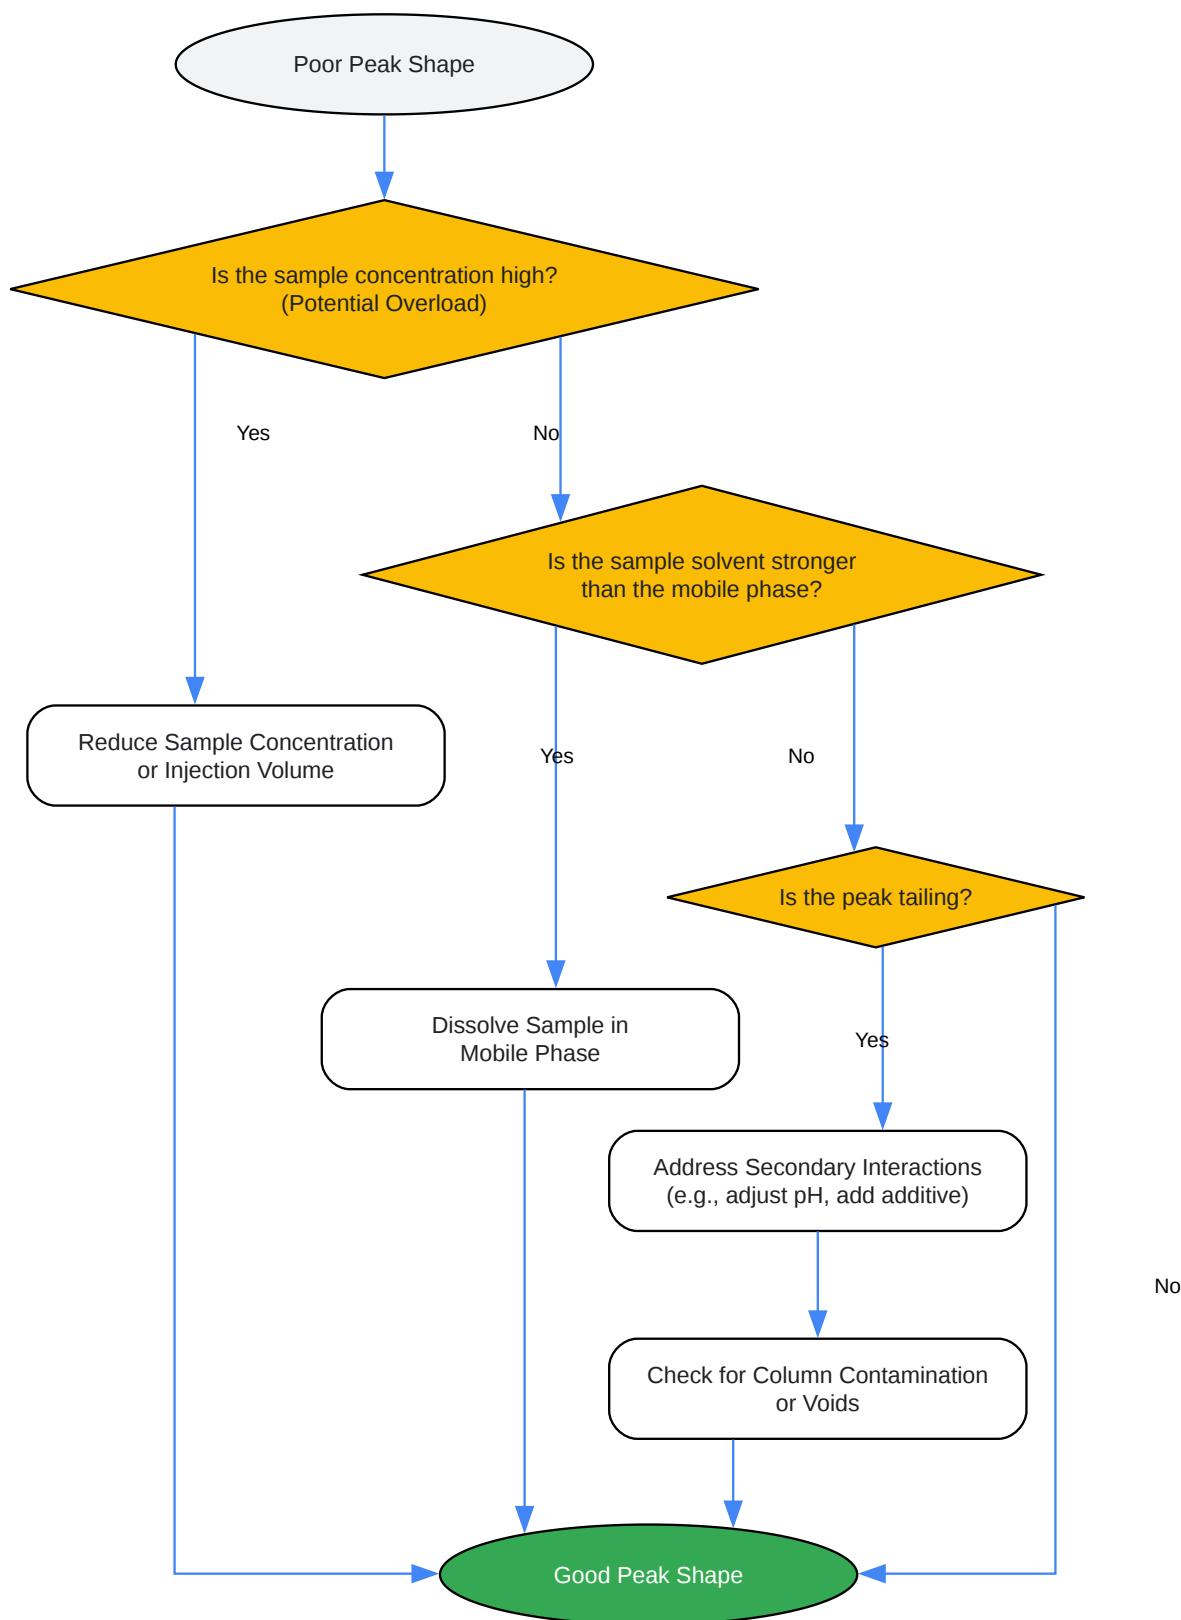 Poor Peak Shape
Is the sample concentration high?
(Potential Overload)
Yes
No
Is the sample solvent stronger
than the mobile phase?
Reduce Sample Concentration
or Injection Volume
Yes
No
Is the peak tailing?
Dissolve Sample in
Mobile Phase
Yes
Address Secondary Interactions
(e.g., adjust pH, add additive)
No
Check for Column Contamination
or Voids
Good Peak Shape